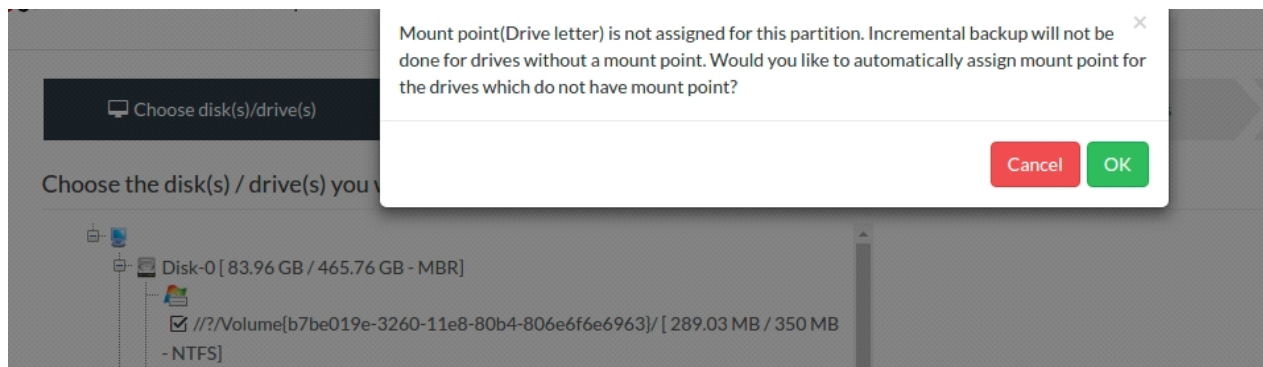 Mount point(Drive letter) is not assigned for this partition. Incremental backup will not be
done for drives without a mount point. Would you like to automatically assign mount point for
the drives which do not have mount point?
×
Cancel
OK
Choose disk(s)/drive(s)
Choose the disk(s) / drive(s) you
Disk-0 [ 83.96 GB / 465.76 GB - MBR]
//?/Volume{b7be019e-3260-11e8-80b4-806e6f6e6963}/ [ 289.03 MB / 350 MB
- NTFS]